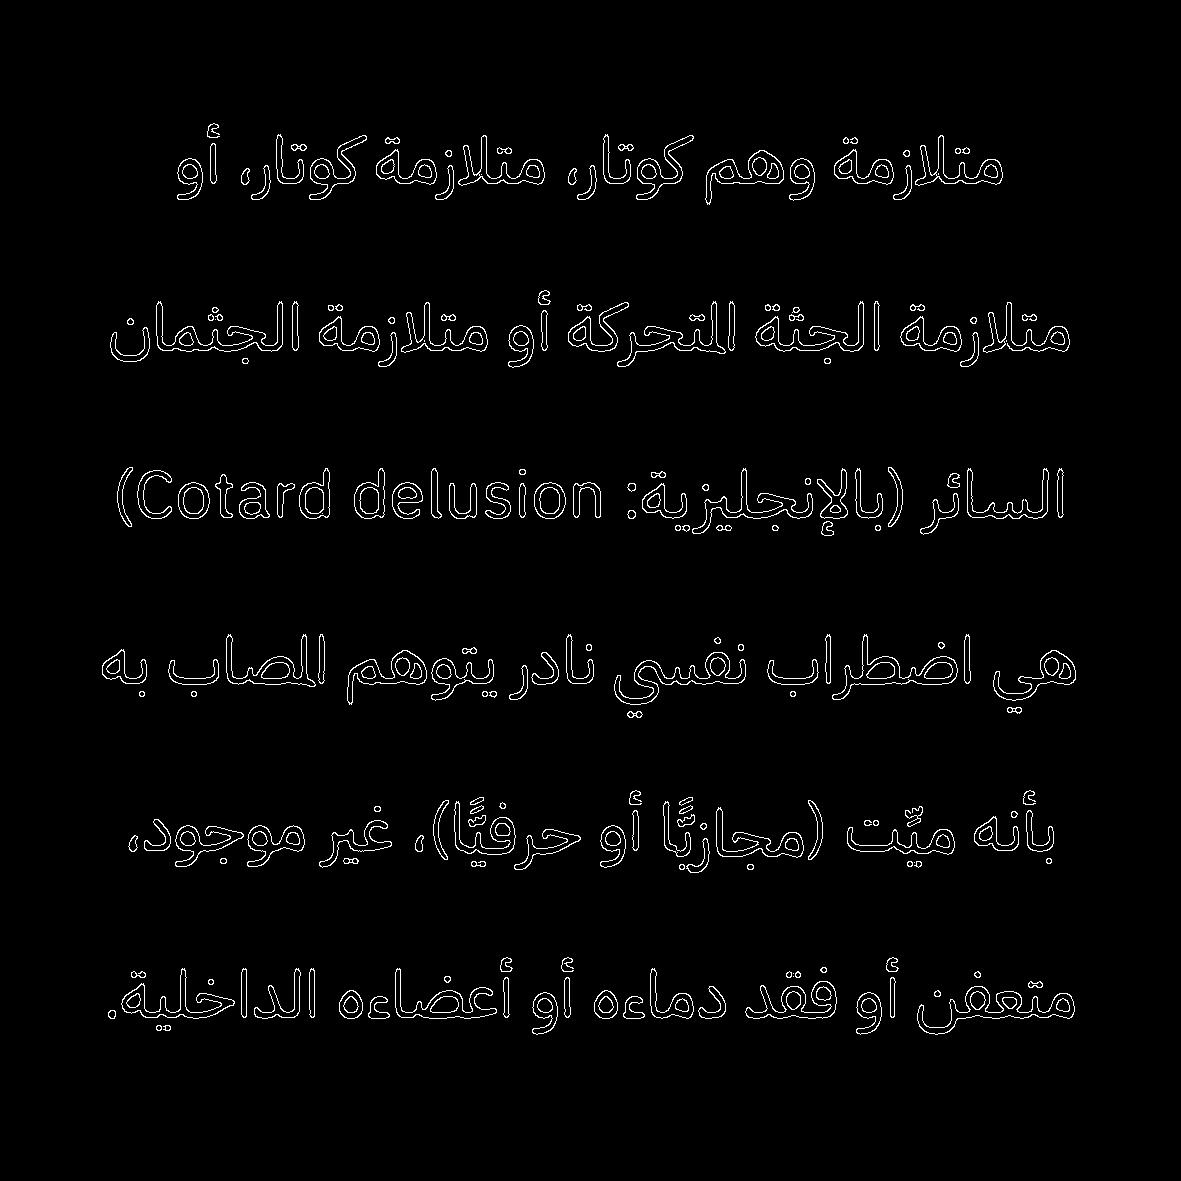 متلازمة وهم كوتار، متلازمة كوتار، أو
متلازمة الجثة المتحركة أو متلازمة الجثمان
السائر (بالإنجليزية: Cotard delusion)
هي اضطراب نفسي نادر يتوهم المصاب به
بأنه ميِّت (مجازيًّا أو حرفيًّا)، غير موجود،
متعفن أو فقد دماءه أو أعضاءه الداخلية.